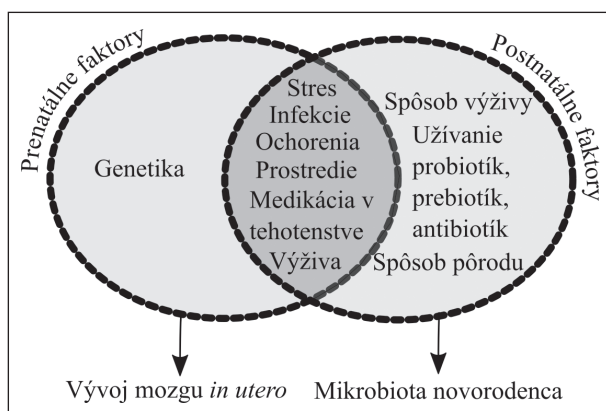 Prenatálne faktory
Postnatálne faktory
Genetika
Stres
Infekcie
Ochorenia
Prostredie
Medikácia v
tehotenstve
Výživa
Spôsob výživy
Užívanie
probiotík,
prebiotík,
antibiotík
Spôsob pôrodu
Vývoj mozgu in utero
Mikrobiota novorodenca